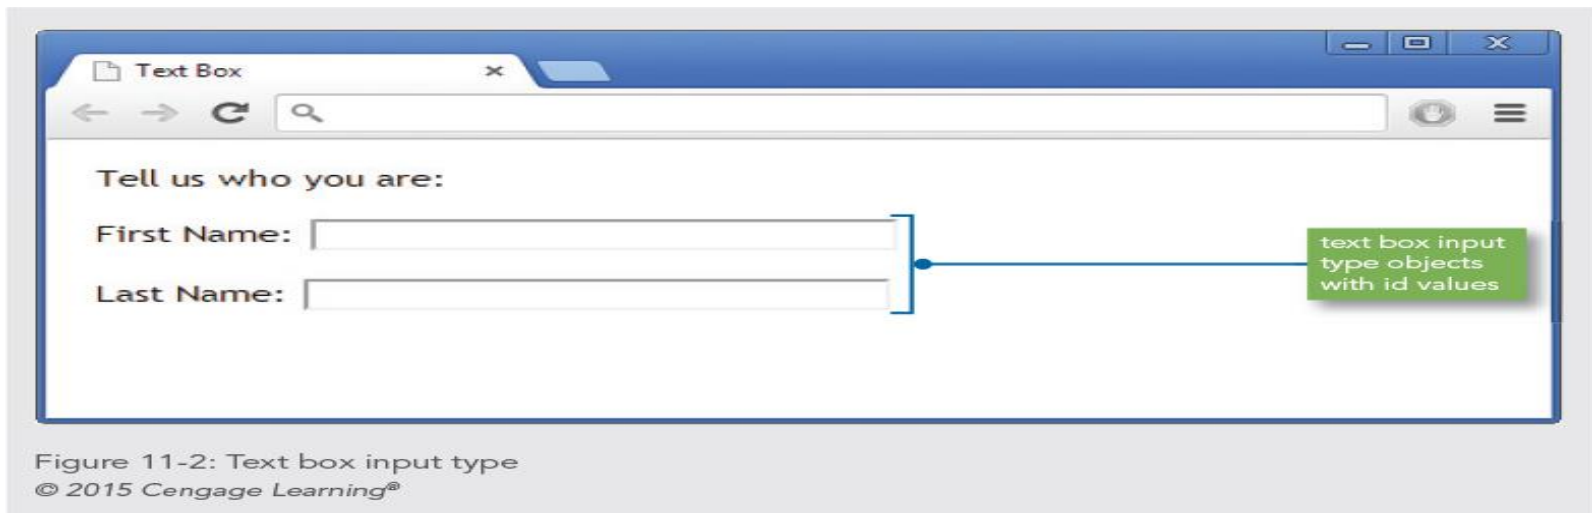 Text Box
Tell us who you are:
First Name:
Last Name:
text box input
type objects
with id values
Figure 11-2: Text box input type
© 2015 Cengage Learning®